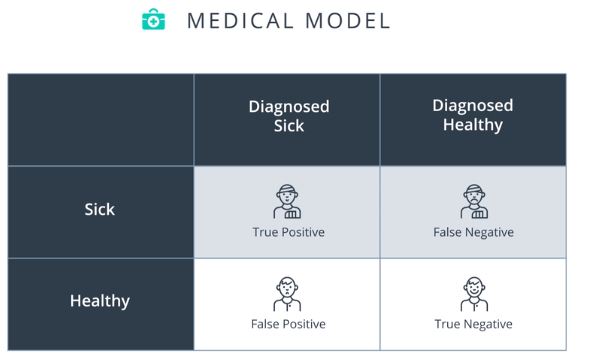 MEDICAL MODEL
Diagnosed
Sick
Diagnosed
Healthy
Sick
True Positive
False Negative
Healthy
False Positive
True Negative